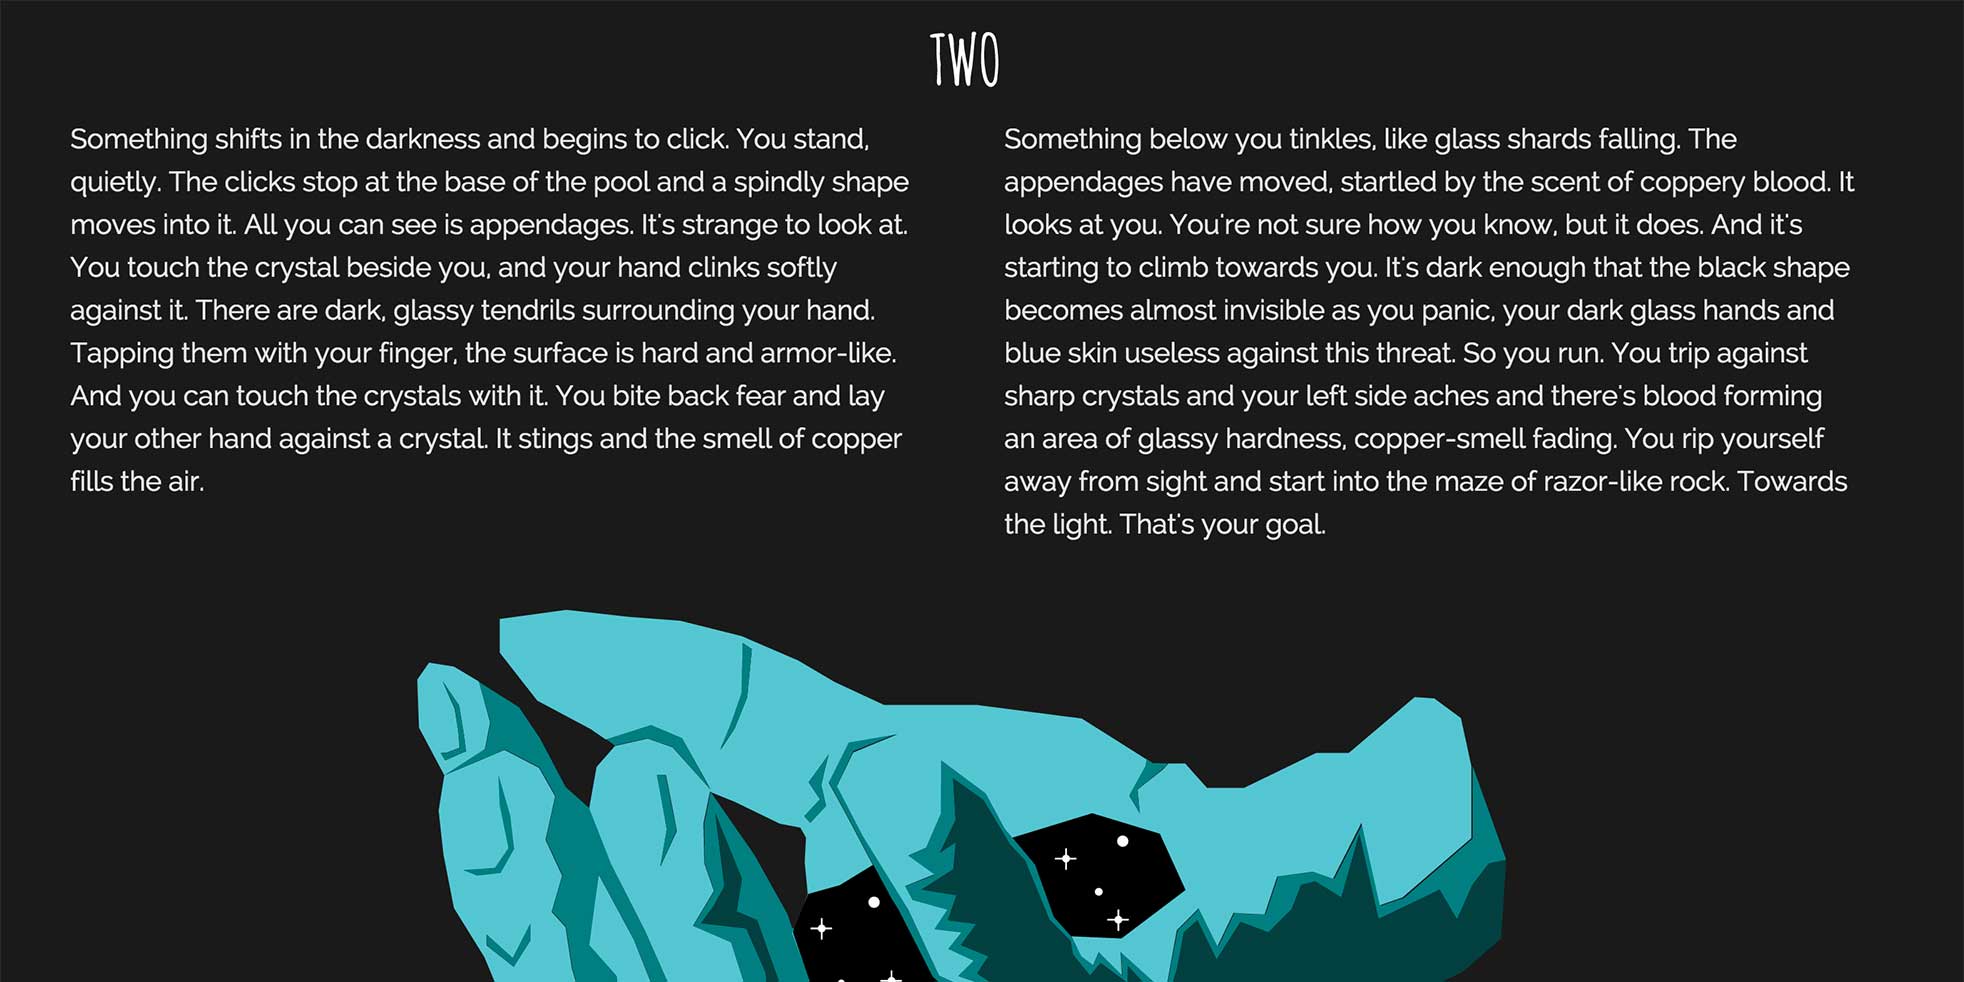 TWO
Something shifts in the darkness and begins to click. You stand,
quietly. The clicks stop at the base of the pool and a spindly shape
moves into it. All you can see is appendages. It's strange to look at.
You touch the crystal beside you, and your hand clinks softly
against it. There are dark, glassy tendrils surrounding your hand.
Tapping them with your finger, the surface is hard and armor-like.
And you can touch the crystals with it. You bite back fear and lay
your other hand against a crystal. It stings and the smell of copper
fills the air.
Something below you tinkles, like glass shards falling. The
appendages have moved, startled by the scent of coppery blood. It
looks at you. You're not sure how you know, but it does. And it's
starting to climb towards you. It's dark enough that the black shape
becomes almost invisible as you panic, your dark glass hands and
blue skin useless against this threat. So you run. You trip against
sharp crystals and your left side aches and there's blood forming
an area of glassy hardness, copper-smell fading. You rip yourself
away from sight and start into the maze of razor-like rock. Towards
the light. That's your goal.